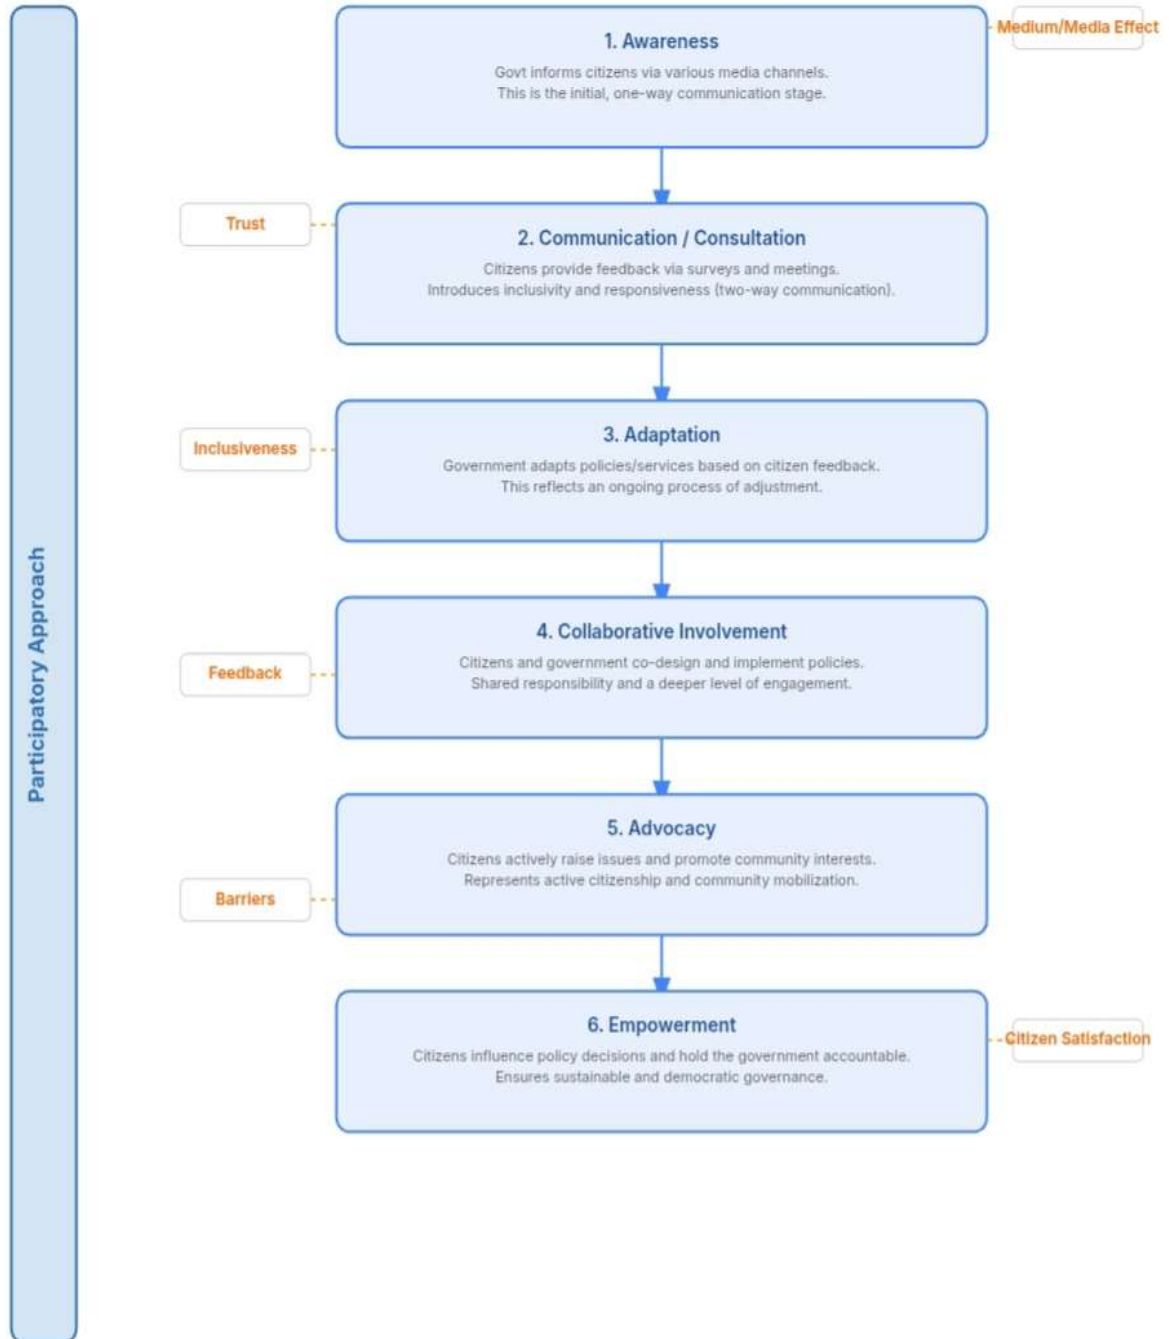 Participatory Approach
1. Awareness
Govt informs citizens via various media channels.
This is the initial, one-way communication stage.
Medium/Media Effect
Trust
2. Communication / Consultation
Citizens provide feedback via surveys and meetings.
Introduces inclusivity and responsiveness (two-way communication).
Inclusiveness
3. Adaptation
Government adapts policies/services based on citizen feedback.
This reflects an ongoing process of adjustment.
Feedback
4. Collaborative Involvement
Citizens and government co-design and implement policies.
Shared responsibility and a deeper level of engagement.
Barriers
5. Advocacy
Citizens actively raise issues and promote community interests.
Represents active citizenship and community mobilization.
6. Empowerment
Citizens influence policy decisions and hold the government accountable.
Ensures sustainable and democratic governance.
Citizen Satisfaction